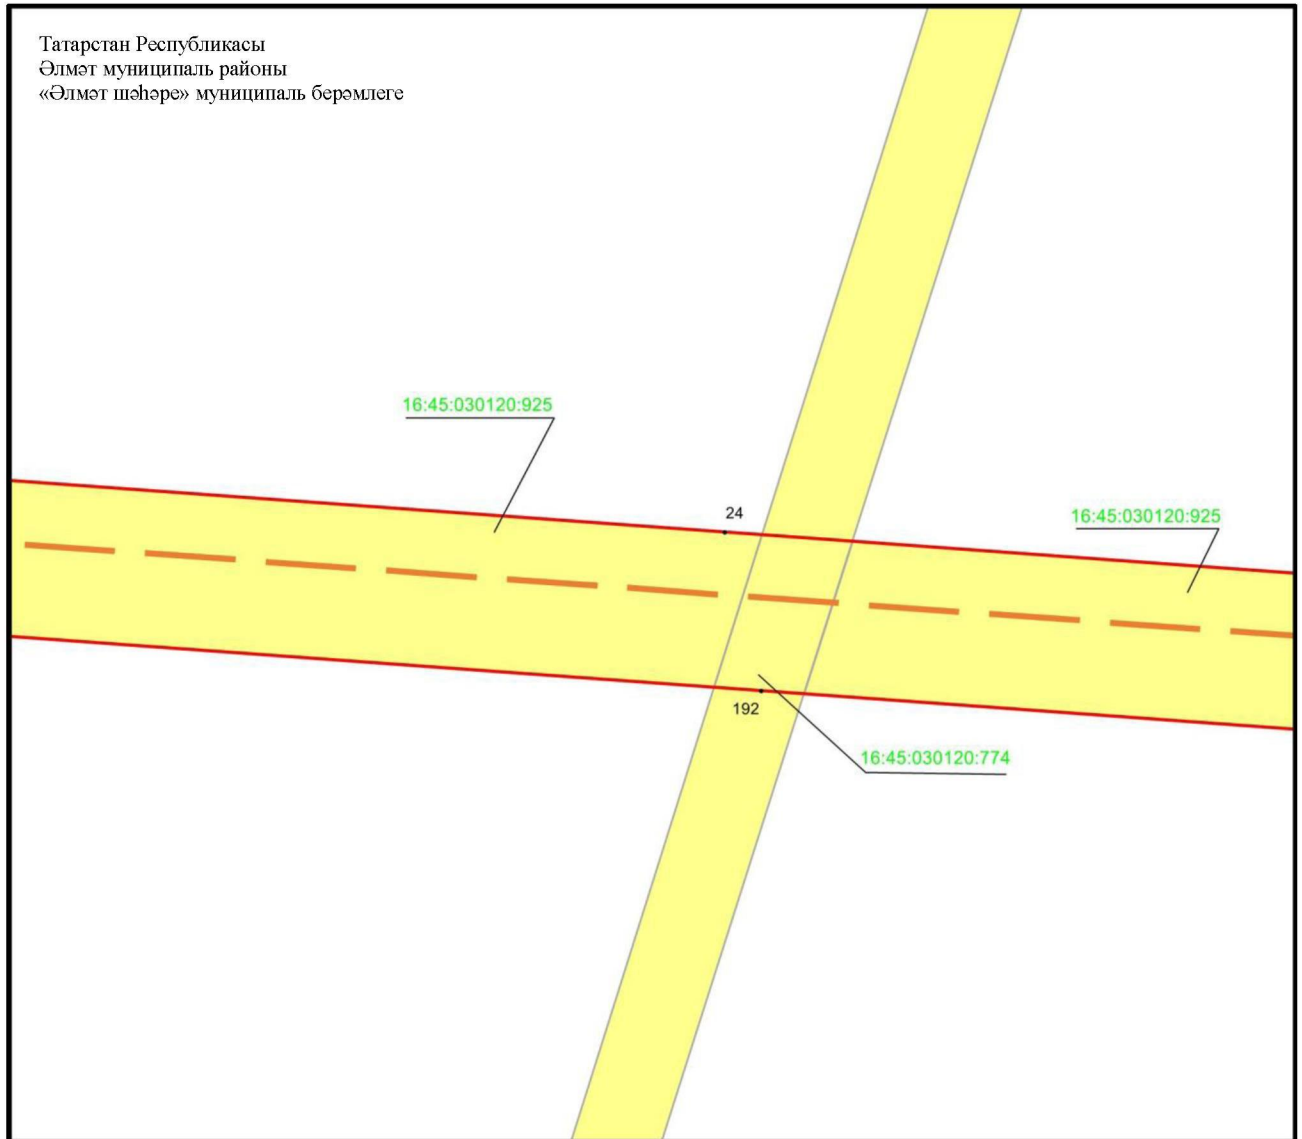 Татарстан Республикасы
Әлмәт муниципаль районы
«Әлмәт шәһәре» муниципаль берәмлеге
16:45:030120:925
24
16:45:030120:925
192
16:45:030120:774